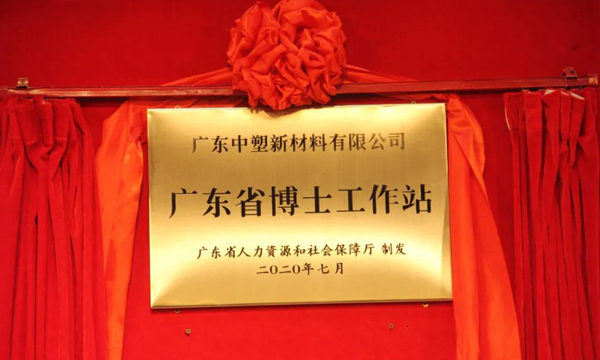 广东中塑新材料有限公司
广东省博士工作站
广东省人力资源和社会保障厅 制发
二〇二〇年七月